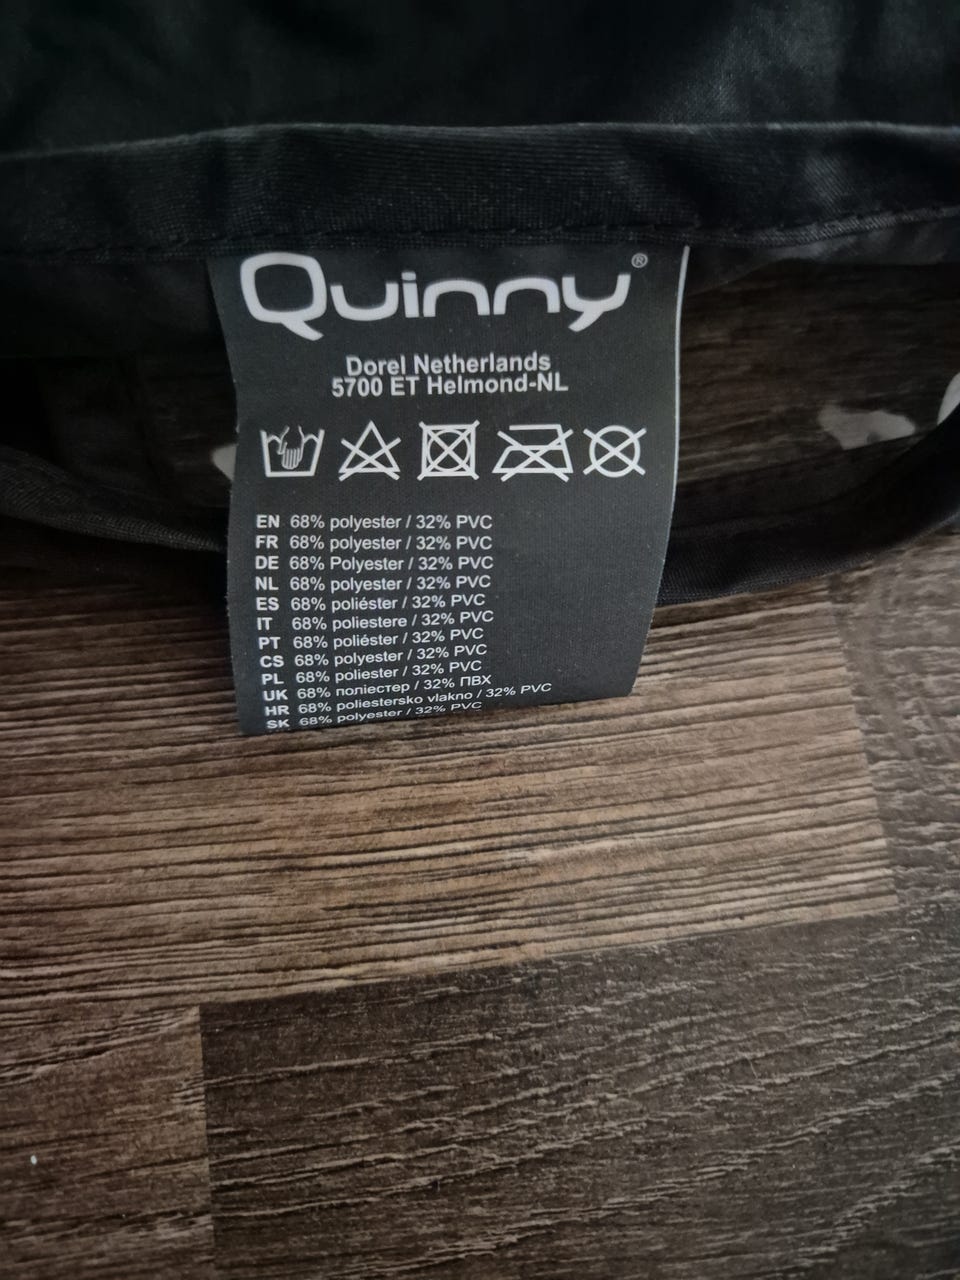 Quinny®
Dorel Netherlands
5700 ET Helmond-NL
EN 68% polyester / 32% PVC
FR 68% polyester / 32% PVC
DE 68% Polyester / 32% PVC
NL 68% polyester / 32% PVC
ES 68% poliéster / 32% PVC
IT 68% poliestere / 32% PVC
PT 68% poliéster / 32% PVC
CS 68% polyester / 32% PVC
PL 68% poliester / 32% PVC
UK 68% поліестер / 32% ПВХ
HR 68% poliestersko vlakno / 32% PVC
SK 68% polyester / 32% PVC